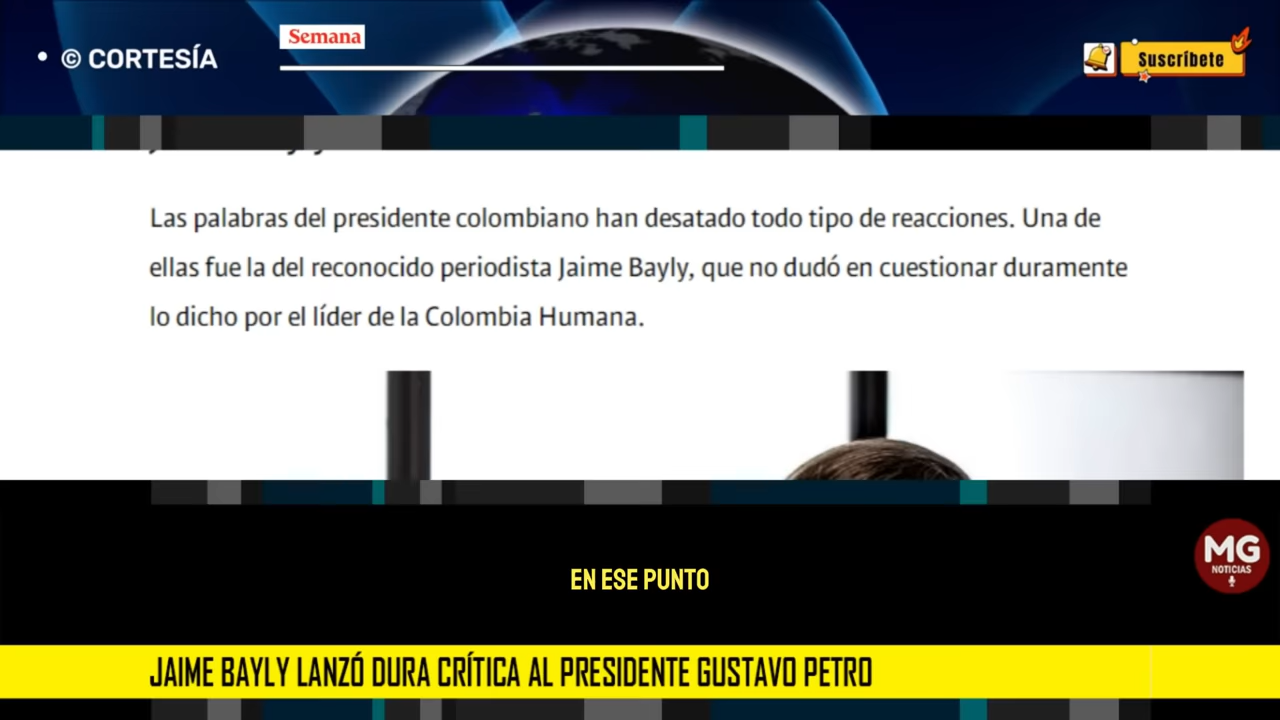 © CORTESÍA
Semana
Suscríbete
Las palabras del presidente colombiano han desatado todo tipo de reacciones. Una de
ellas fue la del reconocido periodista Jaime Bayly, que no dudó en cuestionar duramente
lo dicho por el líder de la Colombia Humana.
EN ESE PUNTO
MG
NOTICIAS
JAIME BAYLY LANZÓ DURA CRÍTICA AL PRESIDENTE GUSTAVO PETRO